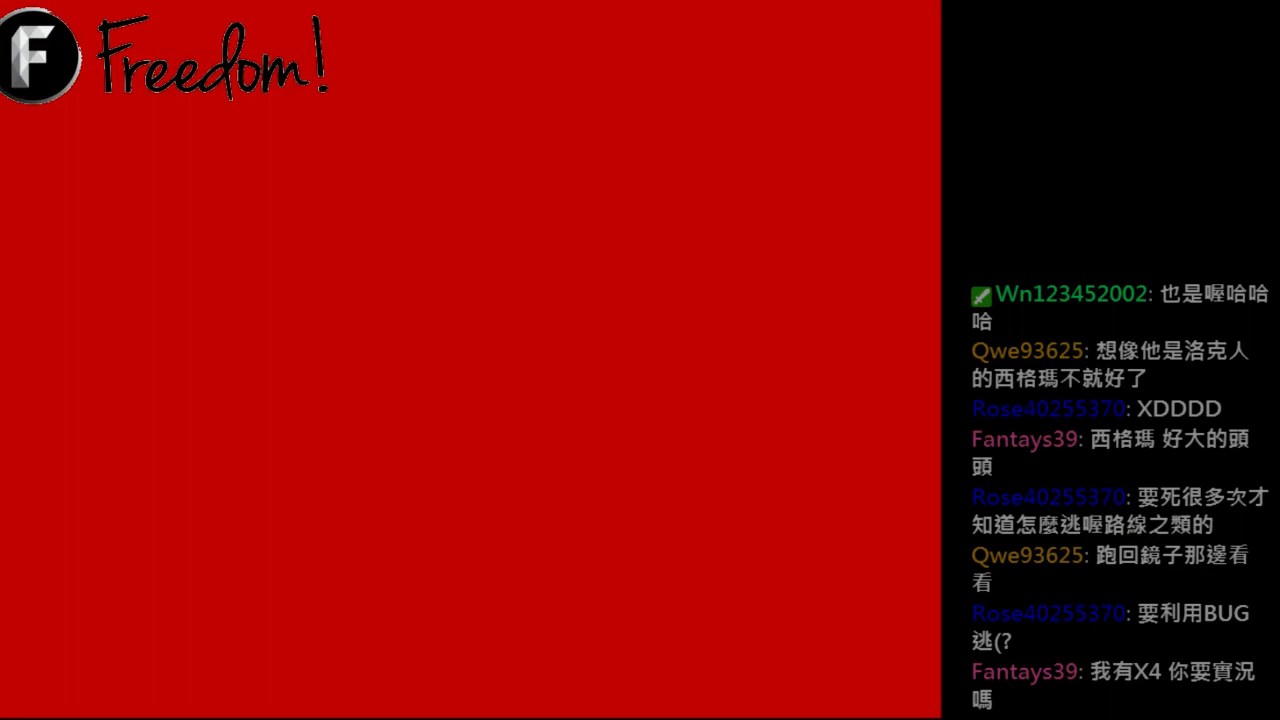 F Freedom!
Wn123452002: 也是喔哈哈
哈
Qwe93625: 想像他是洛克人
的西格瑪不就好了
Rose40255370: XDDDD
Fantays39: 西格瑪 好大的頭
頭
Rose40255370: 要死很多次才
知道怎麼逃喔路線之類的
Qwe93625: 跑回鏡子那邊看
看
Rose40255370: 要利用BUG
逃(?
Fantays39: 我有X4 你要實況
嗎